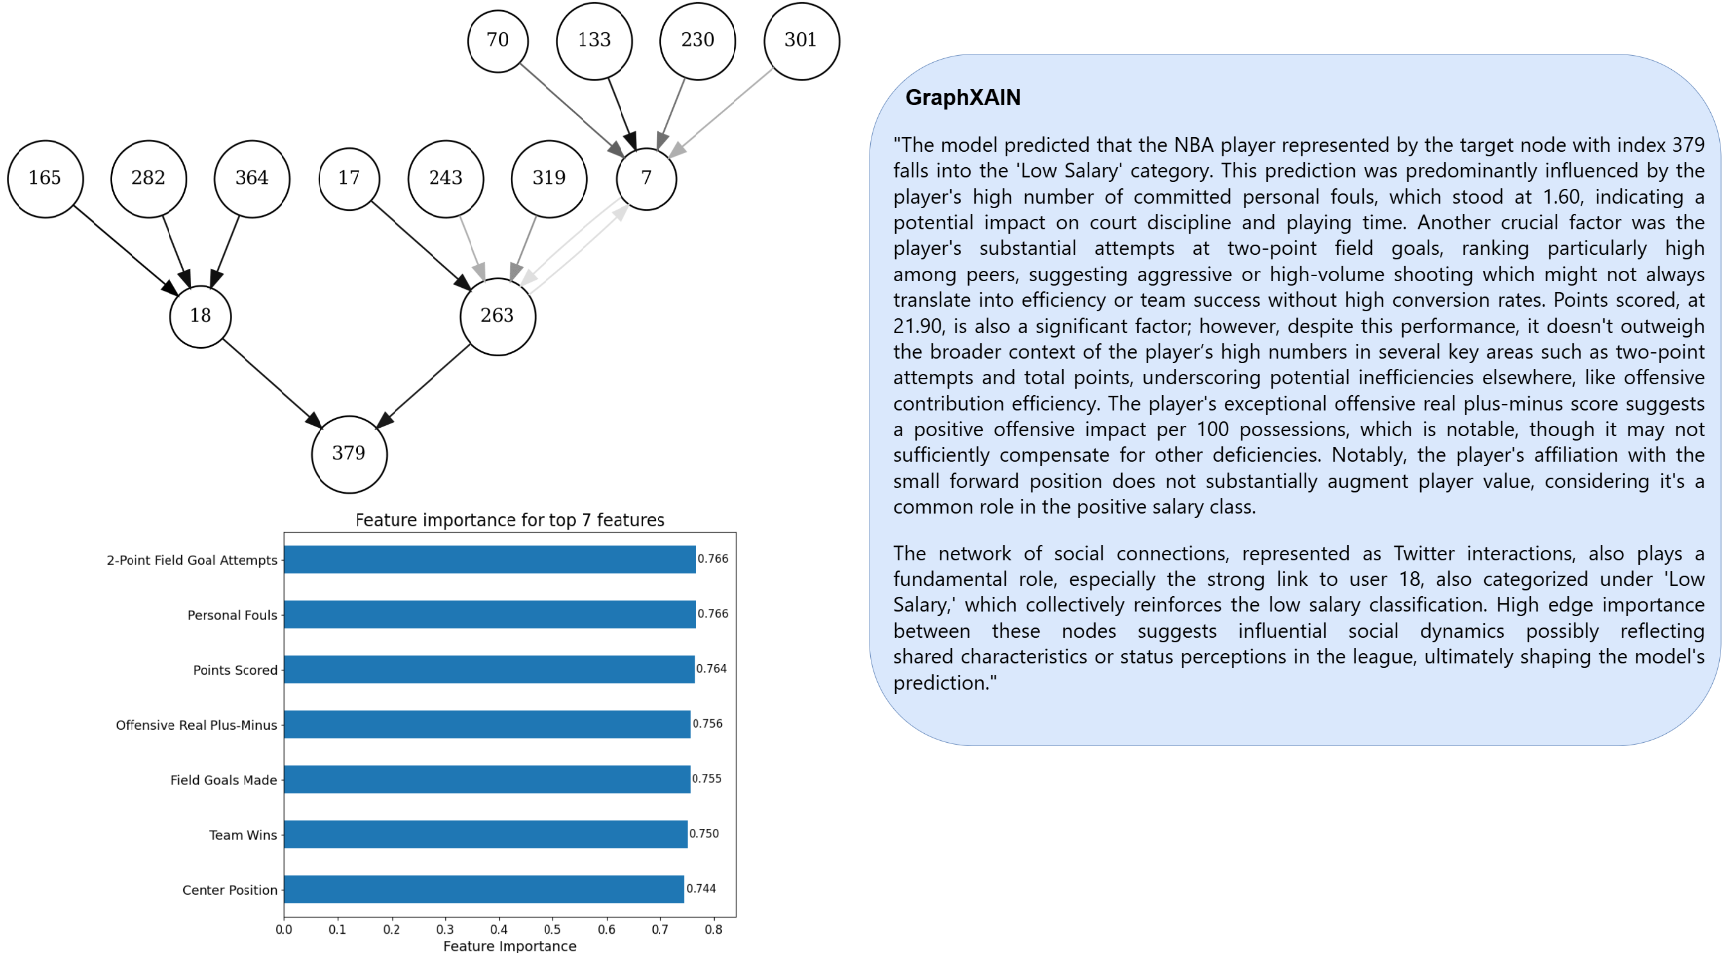 70 133 230 301
165 282 364 17 243 319 7
18 263
379
Feature importance for top 7 features
2-Point Field Goal Attempts 0.766
Personal Fouls 0.766
Points Scored 0.764
Offensive Real Plus-Minus 0.756
Field Goals Made 0.755
Team Wins 0.750
Center Position 0.744
0.0 0.1 0.2 0.3 0.4 0.5 0.6 0.7 0.8
Feature Importance
GraphXAIN
"The model predicted that the NBA player represented by the target node with index 379
falls into the 'Low Salary' category. This prediction was predominantly influenced by the
player's high number of committed personal fouls, which stood at 1.60, indicating a
potential impact on court discipline and playing time. Another crucial factor was the
player's substantial attempts at two-point field goals, ranking particularly high
among peers, suggesting aggressive or high-volume shooting which might not always
translate into efficiency or team success without high conversion rates. Points scored, at
21.90, is also a significant factor; however, despite this performance, it doesn't outweigh
the broader context of the player's high numbers in several key areas such as two-point
attempts and total points, underscoring potential inefficiencies elsewhere, like offensive
contribution efficiency. The player's exceptional offensive real plus-minus score suggests
a positive offensive impact per 100 possessions, which is notable, though it may not
sufficiently compensate for other deficiencies. Notably, the player's affiliation with the
small forward position does not substantially augment player value, considering it's a
common role in the positive salary class.
The network of social connections, represented as Twitter interactions, also plays a
fundamental role, especially the strong link to user 18, also categorized under 'Low
Salary,' which collectively reinforces the low salary classification. High edge importance
between these nodes suggests influential social dynamics possibly reflecting
shared characteristics or status perceptions in the league, ultimately shaping the model's
prediction."